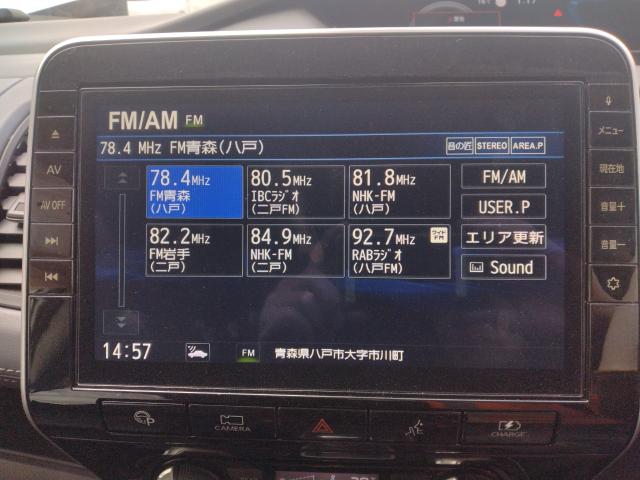 FM/AM FM
78.4 MHz FM青森(八戸) 音の匠 STEREO AREA.P
78.4MHz
FM青森
(八戸)
80.5MHz
IBCラジオ
(二戸FM)
81.8MHz
NHK-FM
(八戸)
FM/AM
USER.P
82.2MHz
FM岩手
(二戸)
84.9MHz
NHK-FM
(二戸)
92.7MHz ワイドFM
RABラジオ
(八戸FM)
エリア更新
Sound
14:57 FM 青森県八戸市大字市川町
AV
AV OFF
メニュー
現在地
音量+
音量-
P
CAMERA
CHARGE